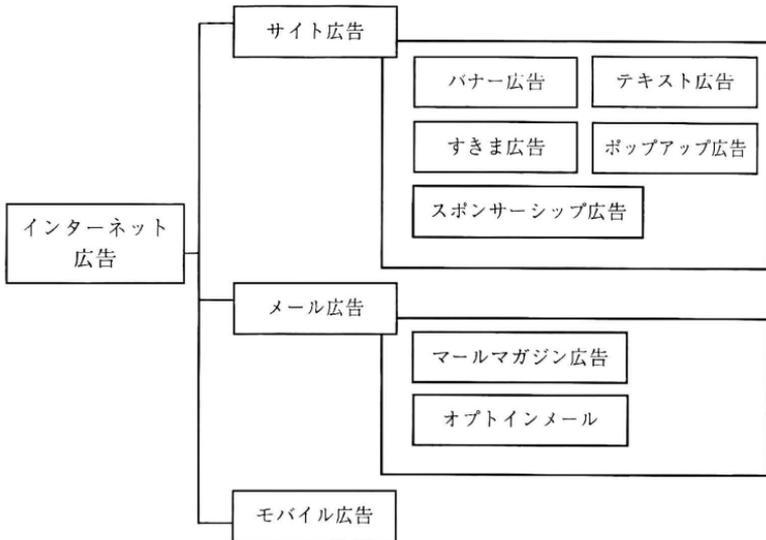 サイト広告
バナー広告
テキスト広告
すきま広告
ポップアップ広告
スポンサーシップ広告
インターネット
広告
メール広告
マールマガジン広告
オプトインメール
モバイル広告